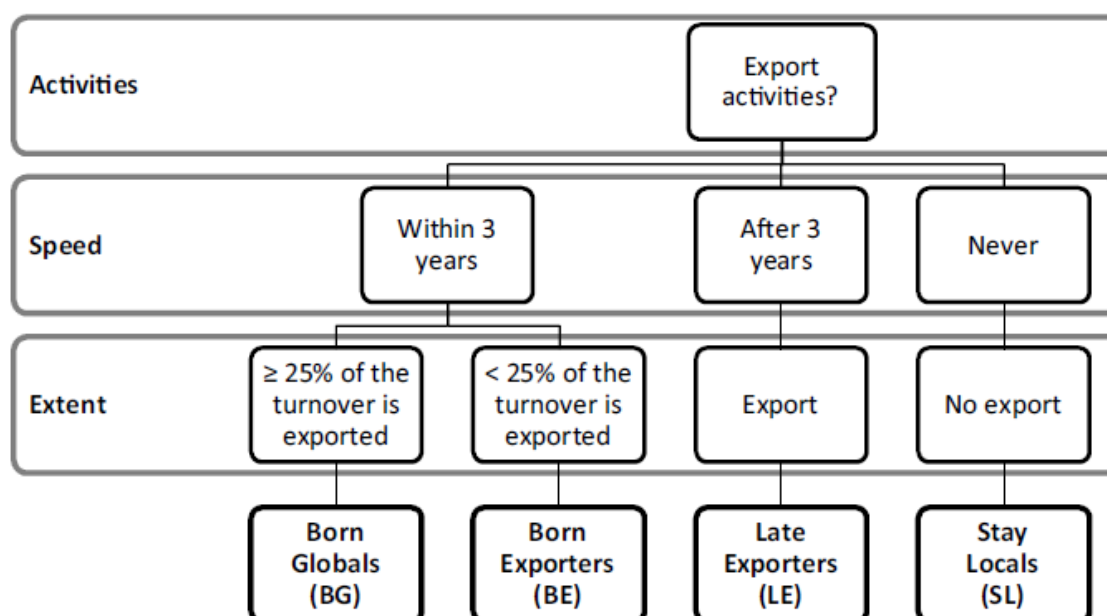 Activities
Export
activities?
Speed
Within 3
years
After 3
years
Never
Extent
≥ 25% of the
turnover is
exported
< 25% of the
turnover is
exported
Export
No export
Born
Globals
(BG)
Born
Exporters
(BE)
Late
Exporters
(LE)
Stay
Locals
(SL)